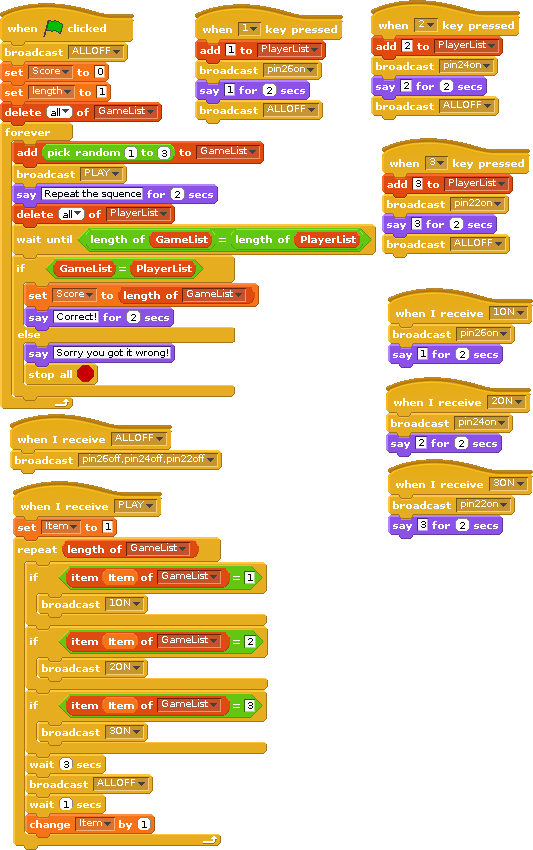 when clicked
broadcast ALLOFF
set Score to 0
set length to 1
delete all of GameList
forever
add pick random 1 to 3 to GameList
broadcast PLAY
say Repeat the squence for 2 secs
delete all of PlayerList
wait until length of GameList = length of PlayerList
if GameList = PlayerList
set Score to length of GameList
say Correct! for 2 secs
else
say Sorry you got it wrong!
stop all
when I receive ALLOFF
broadcast pin26off,pin24off,pin22off
when I receive PLAY
set Item to 1
repeat length of GameList
if item Item of GameList = 1
broadcast 1ON
if item Item of GameList = 2
broadcast 2ON
if item Item of GameList = 3
broadcast 3ON
wait 3 secs
broadcast ALLOFF
wait 1 secs
change Item by 1
when 1 key pressed
add 1 to PlayerList
broadcast pin26on
say 1 for 2 secs
broadcast ALLOFF
when 2 key pressed
add 2 to PlayerList
broadcast pin24on
say 2 for 2 secs
broadcast ALLOFF
when 3 key pressed
add 3 to PlayerList
broadcast pin22on
say 3 for 2 secs
broadcast ALLOFF
when I receive 1ON
broadcast pin26on
say 1 for 2 secs
when I receive 2ON
broadcast pin24on
say 2 for 2 secs
when I receive 3ON
broadcast pin22on
say 3 for 2 secs